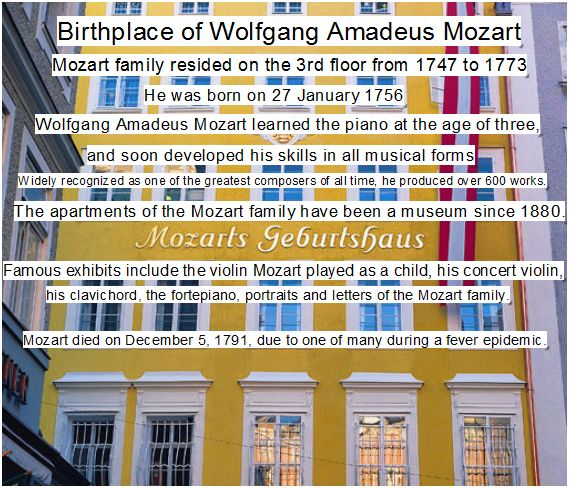 Birthplace of Wolfgang Amadeus Mozart
Mozart family resided on the 3rd floor from 1747 to 1773
He was born on 27 January 1756
Wolfgang Amadeus Mozart learned the piano at the age of three,
and soon developed his skills in all musical forms
Widely recognized as one of the greatest composers of all time, he produced over 600 works.
The apartments of the Mozart family have been a museum since 1880.
Mozarts Geburtshaus
Famous exhibits include the violin Mozart played as a child, his concert violin,
his clavichord, the fortepiano, portraits and letters of the Mozart family.
Mozart died on December 5, 1791, due to one of many during a fever epidemic.